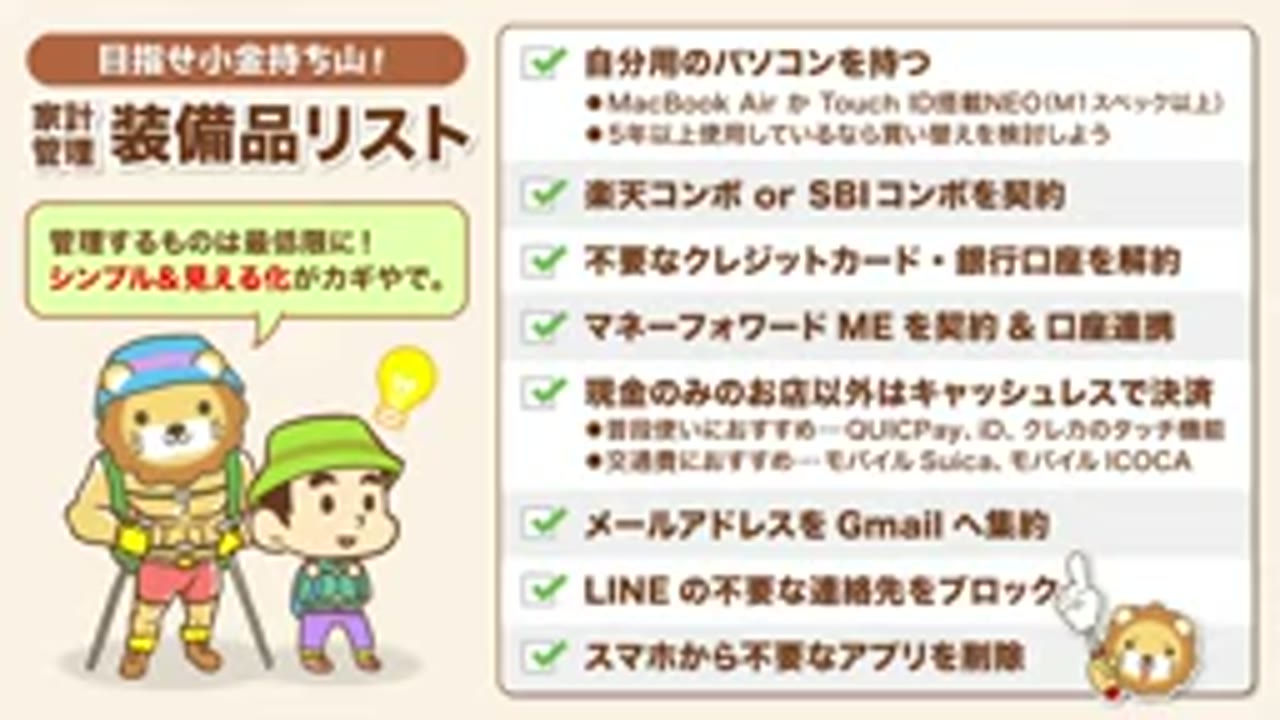 目指せ小金持ち山!
家計管理 装備品リスト
管理するものは最低限に!
シンプル&見える化がカギやで。
自分用のパソコンを持つ
●MacBook Air か Touch ID搭載NEO(M1スペック以上)
●5年以上使用しているなら買い替えを検討しよう
楽天コンボ or SBIコンボを契約
不要なクレジットカード・銀行口座を解約
マネーフォワード ME を契約 & 口座連携
現金のみのお店以外はキャッシュレスで決済
●普段使いにおすすめ…QUICPay、iD、クレカのタッチ機能
●交通費におすすめ…モバイル Suica、モバイル ICOCA
メールアドレスを Gmail へ集約
LINE の不要な連絡先をブロック
スマホから不要なアプリを削除